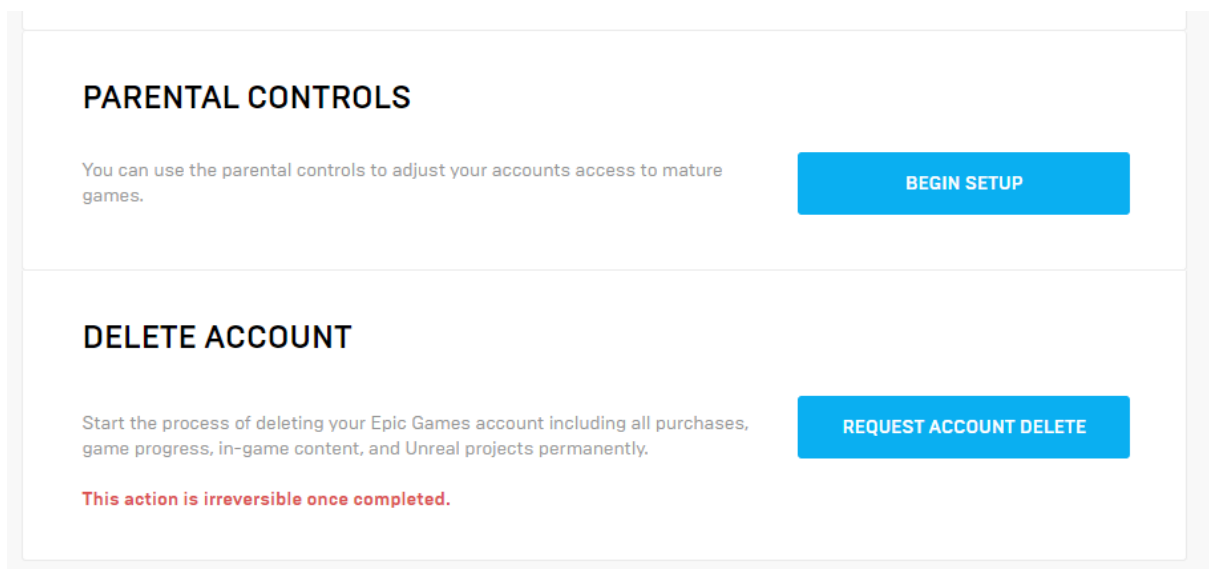 PARENTAL CONTROLS
You can use the parental controls to adjust your accounts access to mature
games.
BEGIN SETUP
DELETE ACCOUNT
Start the process of deleting your Epic Games account including all purchases,
game progress, in-game content, and Unreal projects permanently.
REQUEST ACCOUNT DELETE
This action is irreversible once completed.